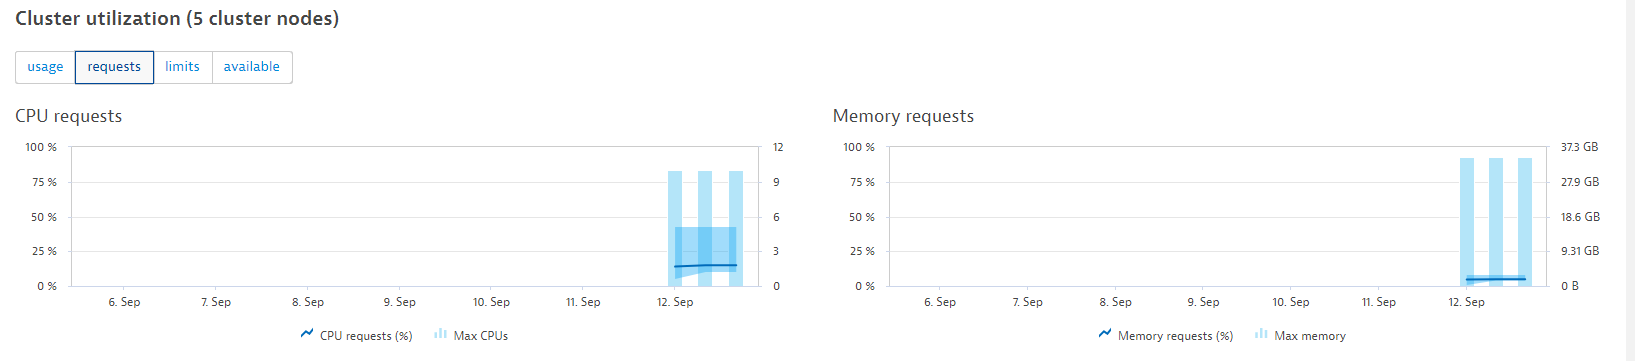 Cluster utilization (5 cluster nodes)
usage requests limits available
CPU requests
100 % 12
75 % 9
50 % 6
25 % 3
0 % 0
6. Sep 7. Sep 8. Sep 9. Sep 10. Sep 11. Sep 12. Sep
CPU requests (%) Max CPUs
Memory requests
100 % 37.3 GB
75 % 27.9 GB
50 % 18.6 GB
25 % 9.31 GB
0 % 0 B
6. Sep 7. Sep 8. Sep 9. Sep 10. Sep 11. Sep 12. Sep
Memory requests (%) Max memory